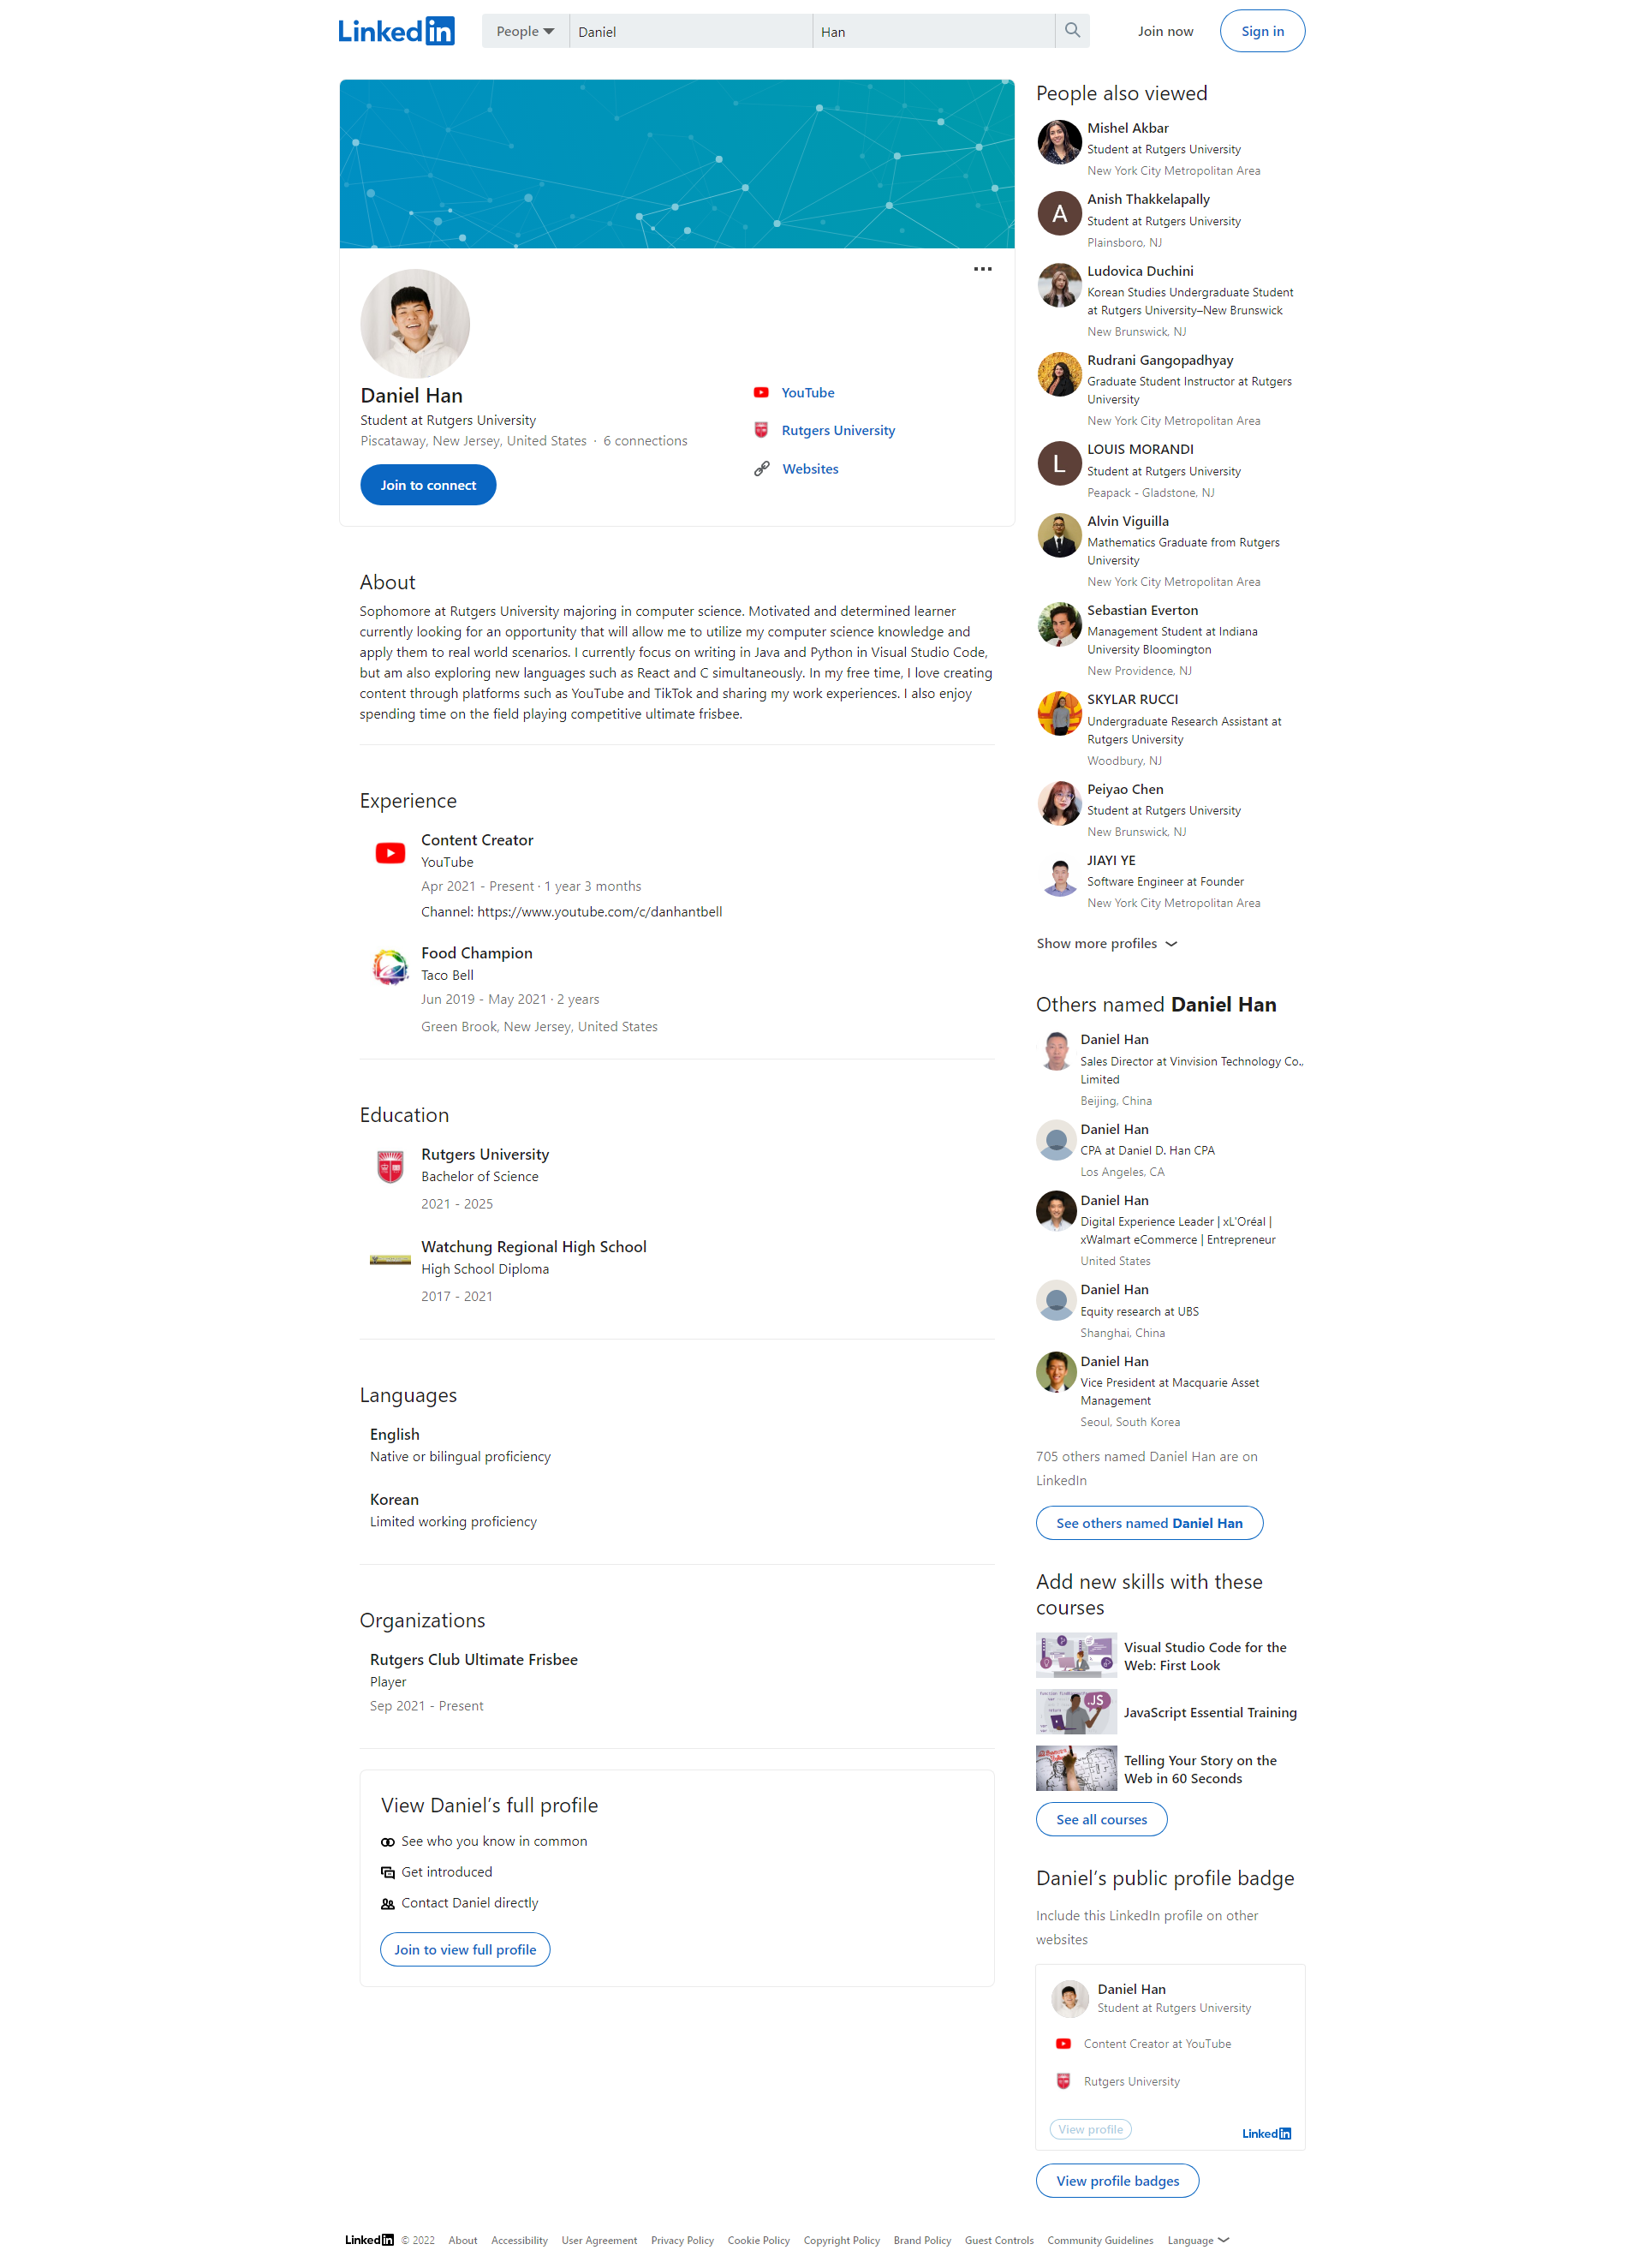 LinkedIn
People
Daniel
Han
Join now
Sign in
Daniel Han
Student at Rutgers University
Piscataway, New Jersey, United States · 6 connections
Join to connect
YouTube
Rutgers University
Websites
About
Sophomore at Rutgers University majoring in computer science. Motivated and determined learner
currently looking for an opportunity that will allow me to utilize my computer science knowledge and
apply them to real world scenarios. I currently focus on writing in Java and Python in Visual Studio Code,
but am also exploring new languages such as React and C simultaneously. In my free time, I love creating
content through platforms such as YouTube and TikTok and sharing my work experiences. I also enjoy
spending time on the field playing competitive ultimate frisbee.
Experience
Content Creator
YouTube
Apr 2021 - Present · 1 year 3 months
Channel: https://www.youtube.com/c/danhantbell
Food Champion
Taco Bell
Jun 2019 - May 2021 · 2 years
Green Brook, New Jersey, United States
Education
Rutgers University
Bachelor of Science
2021 - 2025
Watchung Regional High School
High School Diploma
2017 - 2021
Languages
English
Native or bilingual proficiency
Korean
Limited working proficiency
Organizations
Rutgers Club Ultimate Frisbee
Player
Sep 2021 - Present
View Daniel's full profile
See who you know in common
Get introduced
Contact Daniel directly
Join to view full profile
People also viewed
Mishel Akbar
Student at Rutgers University
New York City Metropolitan Area
A
Anish Thakkelapally
Student at Rutgers University
Plainsboro, NJ
Ludovica Duchini
Korean Studies Undergraduate Student
at Rutgers University–New Brunswick
New Brunswick, NJ
Rudrani Gangopadhyay
Graduate Student Instructor at Rutgers
University
New York City Metropolitan Area
L
LOUIS MORANDI
Student at Rutgers University
Peapack - Gladstone, NJ
Alvin Viguilla
Mathematics Graduate from Rutgers
University
New York City Metropolitan Area
Sebastian Everton
Management Student at Indiana
University Bloomington
New Providence, NJ
SKYLAR RUCCI
Undergraduate Research Assistant at
Rutgers University
Woodbury, NJ
Peiyao Chen
Student at Rutgers University
New Brunswick, NJ
JIAYI YE
Software Engineer at Founder
New York City Metropolitan Area
Show more profiles
Others named Daniel Han
Daniel Han
Sales Director at Vinvision Technology Co.,
Limited
Beijing, China
Daniel Han
CPA at Daniel D. Han CPA
Los Angeles, CA
Daniel Han
Digital Experience Leader | xL'Oréal |
xWalmart eCommerce | Entrepreneur
United States
Daniel Han
Equity research at UBS
Shanghai, China
Daniel Han
Vice President at Macquarie Asset
Management
Seoul, South Korea
705 others named Daniel Han are on
LinkedIn
See others named Daniel Han
Add new skills with these
courses
Visual Studio Code for the
Web: First Look
.JS
JavaScript Essential Training
Telling Your Story on the
Web in 60 Seconds
See all courses
Daniel's public profile badge
Include this LinkedIn profile on other
websites
Daniel Han
Student at Rutgers University
Content Creator at YouTube
Rutgers University
View profile
LinkedIn
View profile badges
LinkedIn © 2022 About Accessibility User Agreement Privacy Policy Cookie Policy Copyright Policy Brand Policy Guest Controls Community Guidelines Language